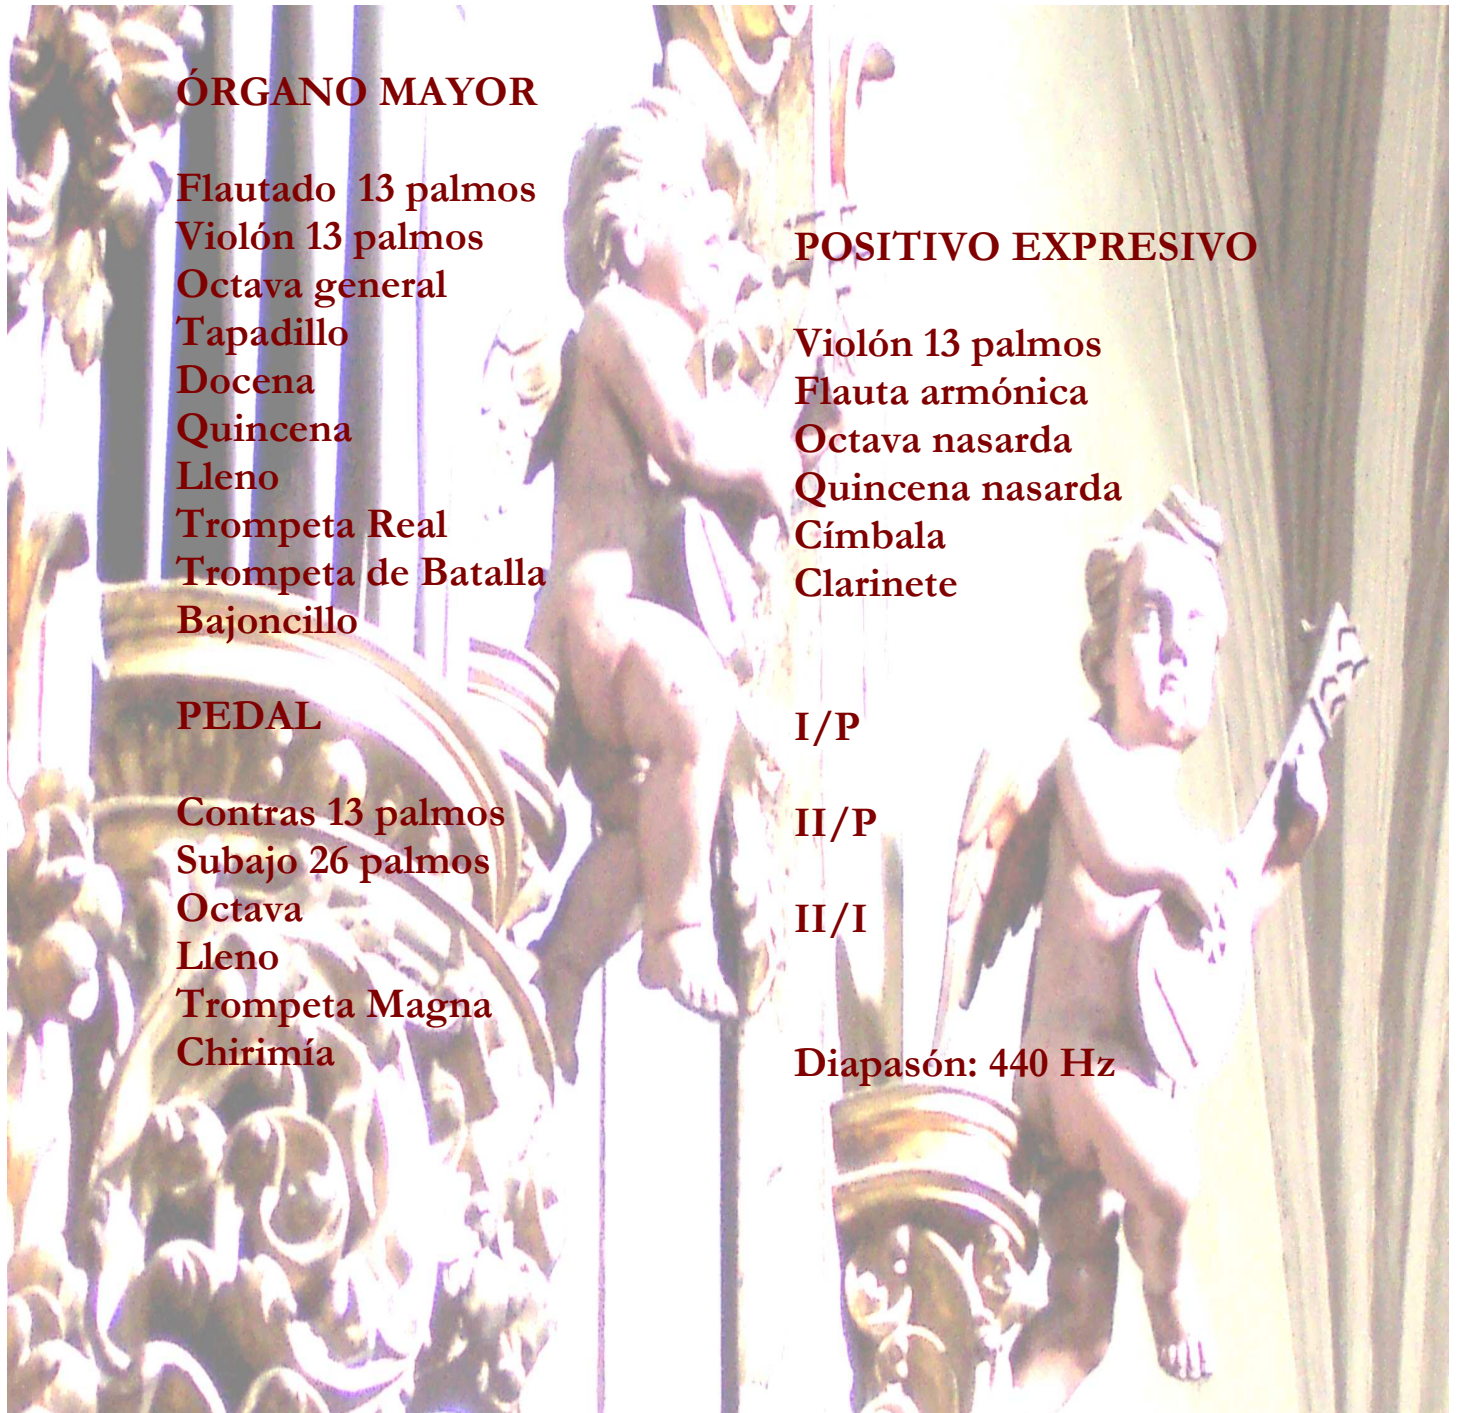 ÓRGANO MAYOR
Flautado 13 palmos
Violón 13 palmos
Octava general
Tapadillo
Docena
Quincena
Lleno
Trompeta Real
Trompeta de Batalla
Bajoncillo
PEDAL
Contras 13 palmos
Subajo 26 palmos
Octava
Lleno
Trompeta Magna
Chirimía
POSITIVO EXPRESIVO
Violón 13 palmos
Flauta armónica
Octava nasarda
Quincena nasarda
Címbala
Clarinete
I/P
II/P
II/I
Diapasón: 440 Hz